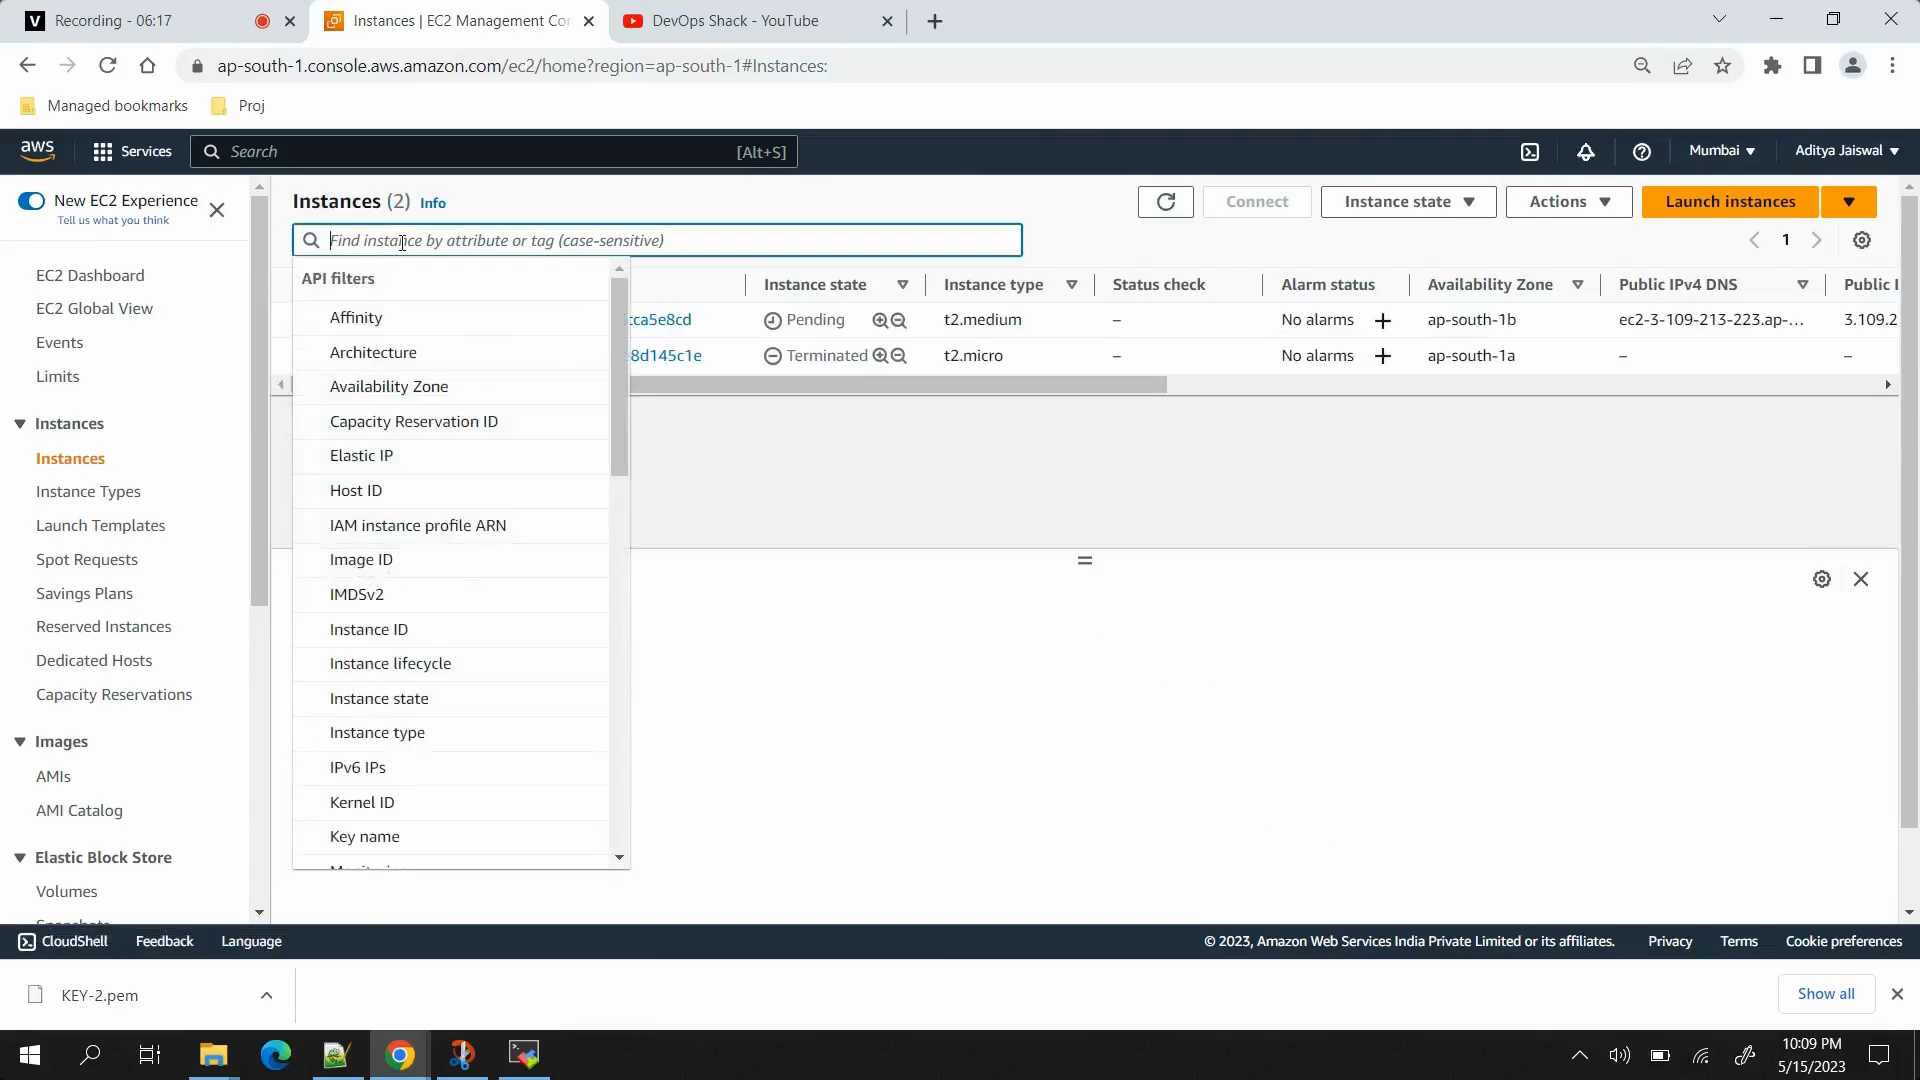 Recording - 06:17
Instances | EC2 Management Con
DevOps Shack - YouTube
ap-south-1.console.aws.amazon.com/ec2/home?region=ap-south-1#Instances:
Managed bookmarks
Proj
aws
Services
Search
[Alt+S]
Mumbai
Aditya Jaiswal
New EC2 Experience
Tell us what you think
EC2 Dashboard
EC2 Global View
Events
Limits
Instances
Instances
Instance Types
Launch Templates
Spot Requests
Savings Plans
Reserved Instances
Dedicated Hosts
Capacity Reservations
Images
AMIs
AMI Catalog
Elastic Block Store
Volumes
Snapshots
Instances (2) Info
Connect
Instance state
Actions
Launch instances
Find instance by attribute or tag (case-sensitive)
1
API filters
Affinity
Architecture
Availability Zone
Capacity Reservation ID
Elastic IP
Host ID
IAM instance profile ARN
Image ID
IMDSv2
Instance ID
Instance lifecycle
Instance state
Instance type
IPv6 IPs
Kernel ID
Key name
Instance state Instance type Status check Alarm status Availability Zone Public IPv4 DNS Public I
cca5e8cd Pending t2.medium – No alarms + ap-south-1b ec2-3-109-213-223.ap-... 3.109.2
8d145c1e Terminated t2.micro – No alarms + ap-south-1a – –
CloudShell
Feedback
Language
© 2023, Amazon Web Services India Private Limited or its affiliates.
Privacy
Terms
Cookie preferences
KEY-2.pem
Show all
10:09 PM
5/15/2023